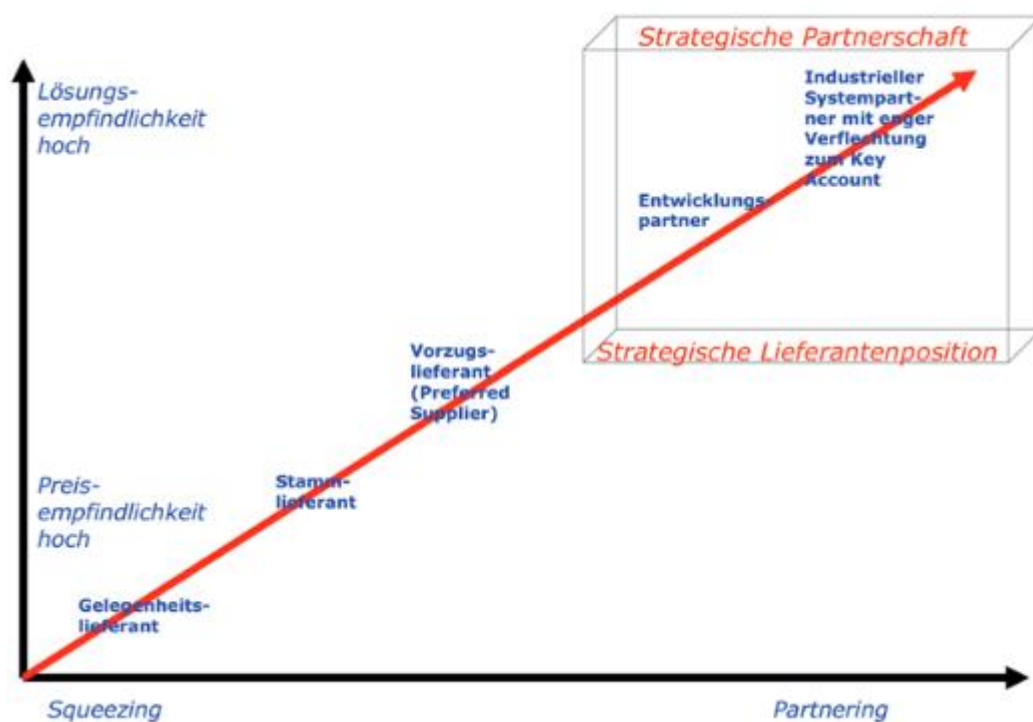 Strategische Partnerschaft
Lösungs-
empfindlichkeit
hoch
Industrieller
Systempart-
ner mit enger
Verflechtung
zum Key
Account
Entwicklungs-
partner
Strategische Lieferantenposition
Vorzugs-
lieferant
(Preferred
Supplier)
Stamm-
lieferant
Preis-
empfindlichkeit
hoch
Gelegenheits-
lieferant
Squeezing
Partnering